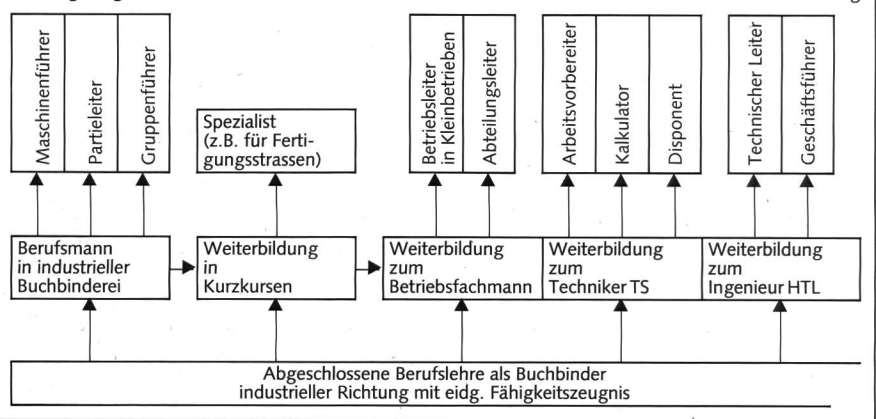 Maschinenführer
Partieleiter
Gruppenführer
Spezialist
(z.B. für Ferti-
gungsstrassen)
Betriebsleiter
in Kleinbetrieben
Abteilungsleiter
Arbeitsvorbereiter
Kalkulator
Disponent
Technischer Leiter
Geschäftsführer
Berufsmann
in industrieller
Buchbinderei
Weiterbildung
in
Kurzkursen
Weiterbildung
zum
Betriebsfachmann
Weiterbildung
zum
Techniker TS
Weiterbildung
zum
Ingenieur HTL
Abgeschlossene Berufslehre als Buchbinder
industrieller Richtung mit eidg. Fähigkeitszeugnis